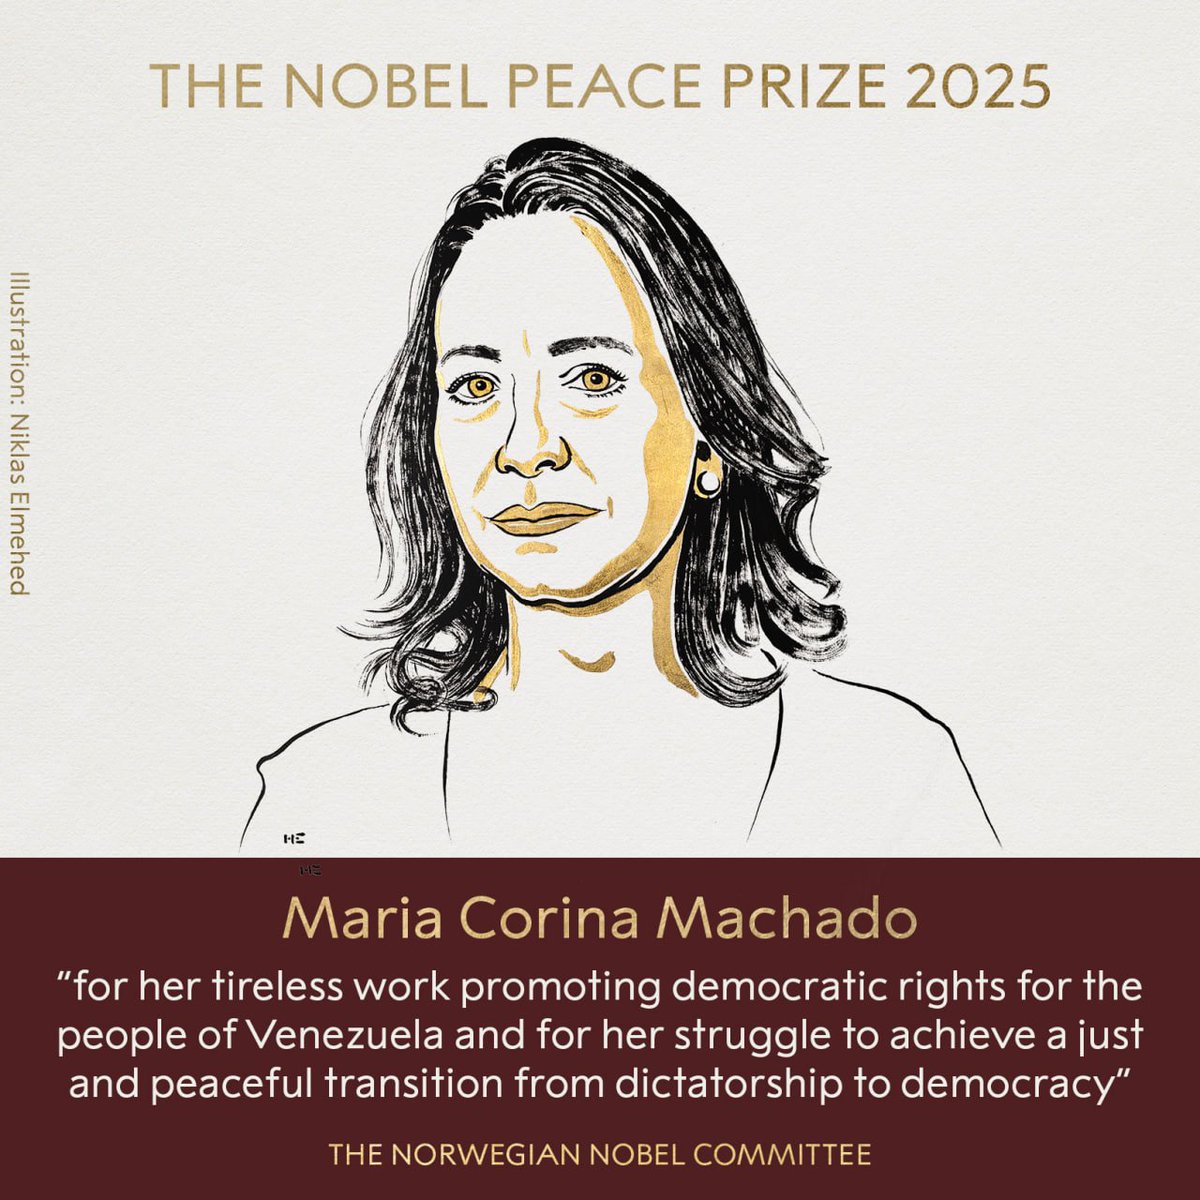 THE NOBEL PEACE PRIZE 2025
Illustration: Niklas Elmehed
Maria Corina Machado
“for her tireless work promoting democratic rights for the
people of Venezuela and for her struggle to achieve a just
and peaceful transition from dictatorship to democracy”
THE NORWEGIAN NOBEL COMMITTEE